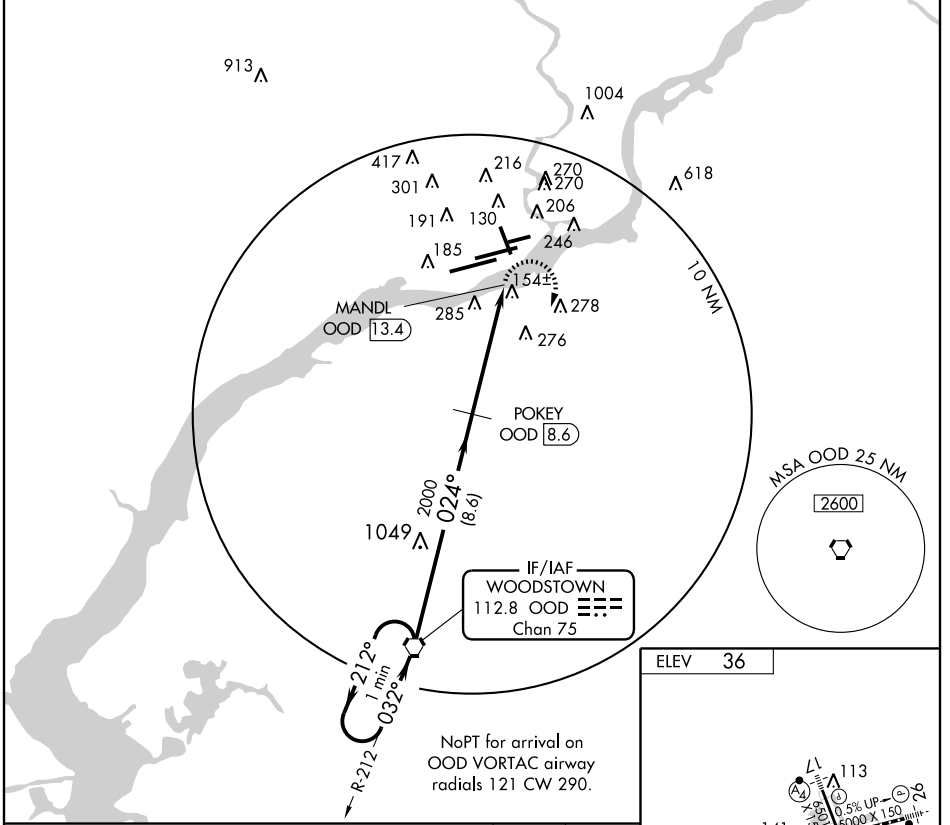 913
1004
417
216
270
270
618
301
206
191
130
246
185
10 NM
154±
MANDL
OOD 13.4
285
278
276
POKEY
OOD 8.6
MSA OOD 25 NM
2600
2000
024°
(8.6)
1049
IF/IAF
WOODSTOWN
112.8 OOD
Chan 75
212°
1 min
032°
R-212
NoPT for arrival on
OOD VORTAC airway
radials 121 CW 290.
ELEV 36
17
113
A4
P
P
26
0.5% UP
5000 X 150